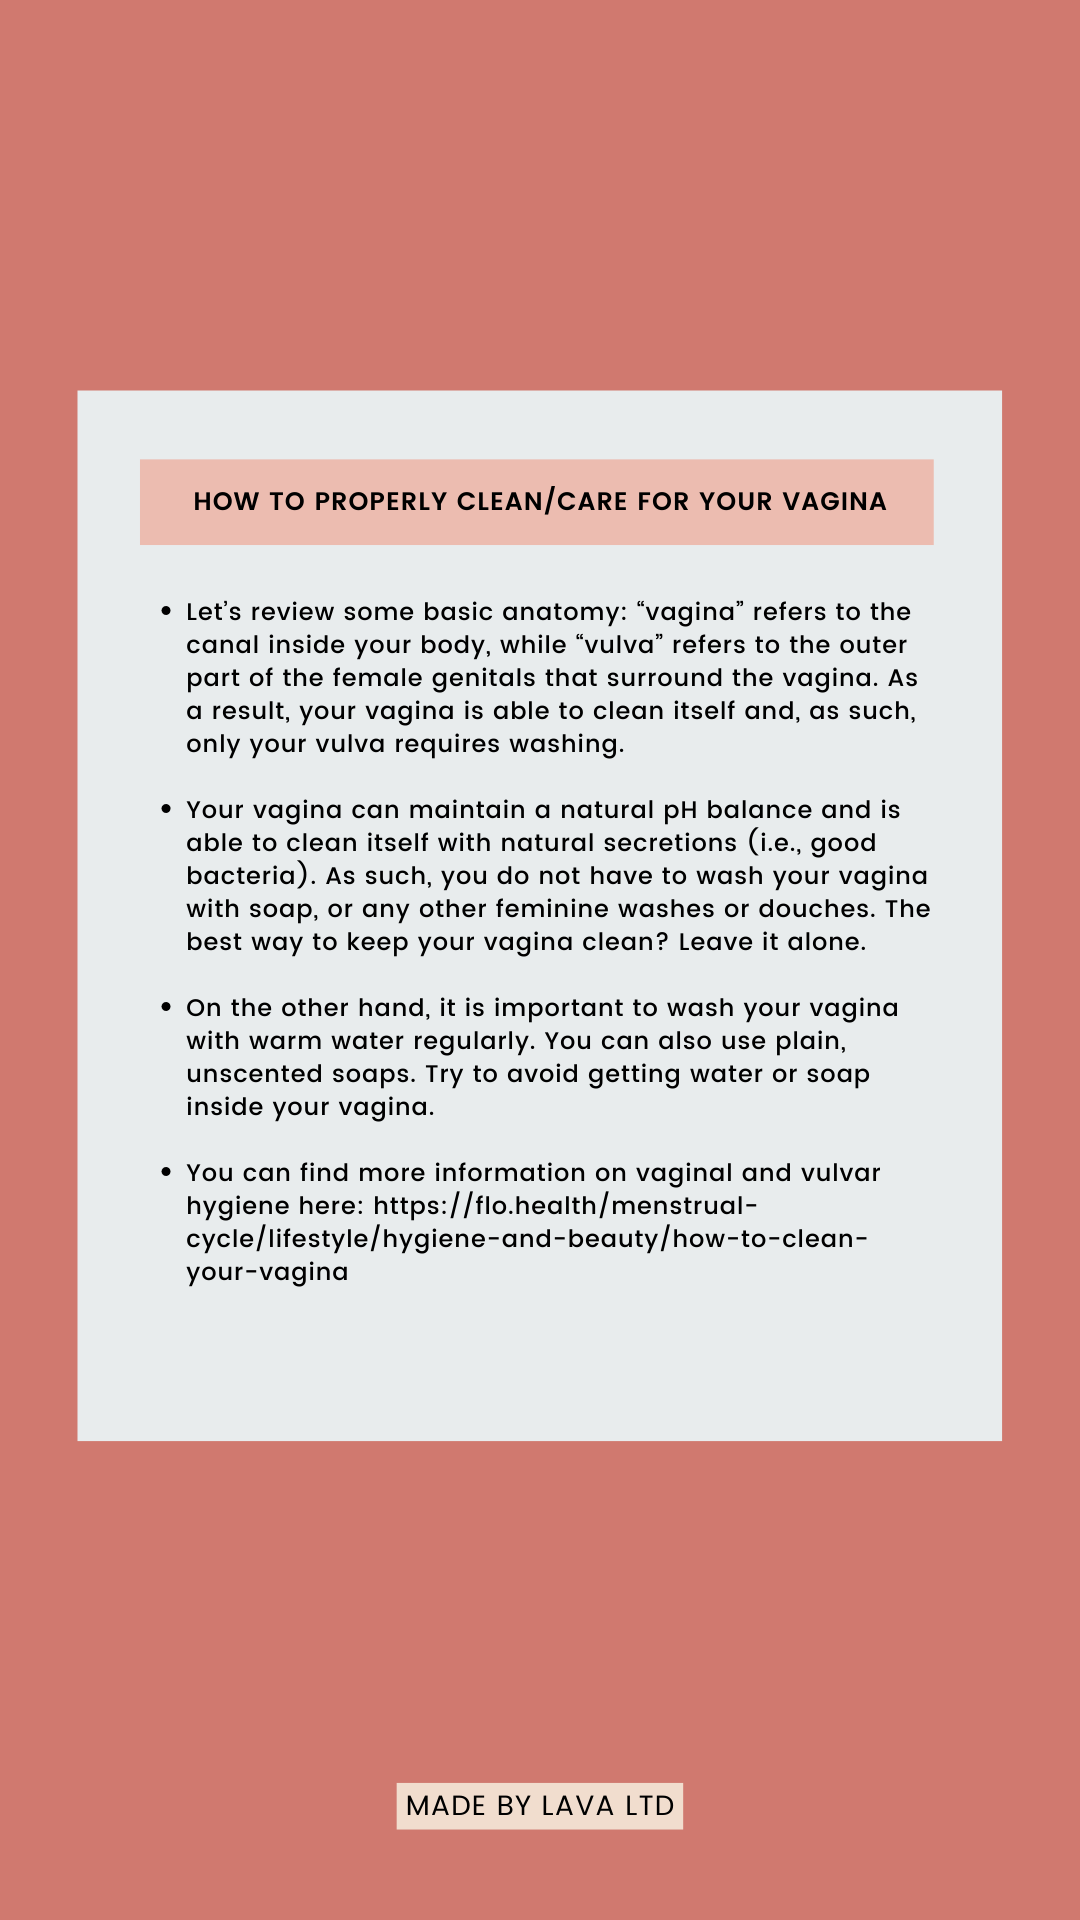 HOW TO PROPERLY CLEAN/CARE FOR YOUR VAGINA
• Let's review some basic anatomy: “vagina” refers to the
canal inside your body, while “vulva” refers to the outer
part of the female genitals that surround the vagina. As
a result, your vagina is able to clean itself and, as such,
only your vulva requires washing.
• Your vagina can maintain a natural pH balance and is
able to clean itself with natural secretions (i.e., good
bacteria). As such, you do not have to wash your vagina
with soap, or any other feminine washes or douches. The
best way to keep your vagina clean? Leave it alone.
• On the other hand, it is important to wash your vagina
with warm water regularly. You can also use plain,
unscented soaps. Try to avoid getting water or soap
inside your vagina.
• You can find more information on vaginal and vulvar
hygiene here: https://flo.health/menstrual-
cycle/lifestyle/hygiene-and-beauty/how-to-clean-
your-vagina
MADE BY LAVA LTD